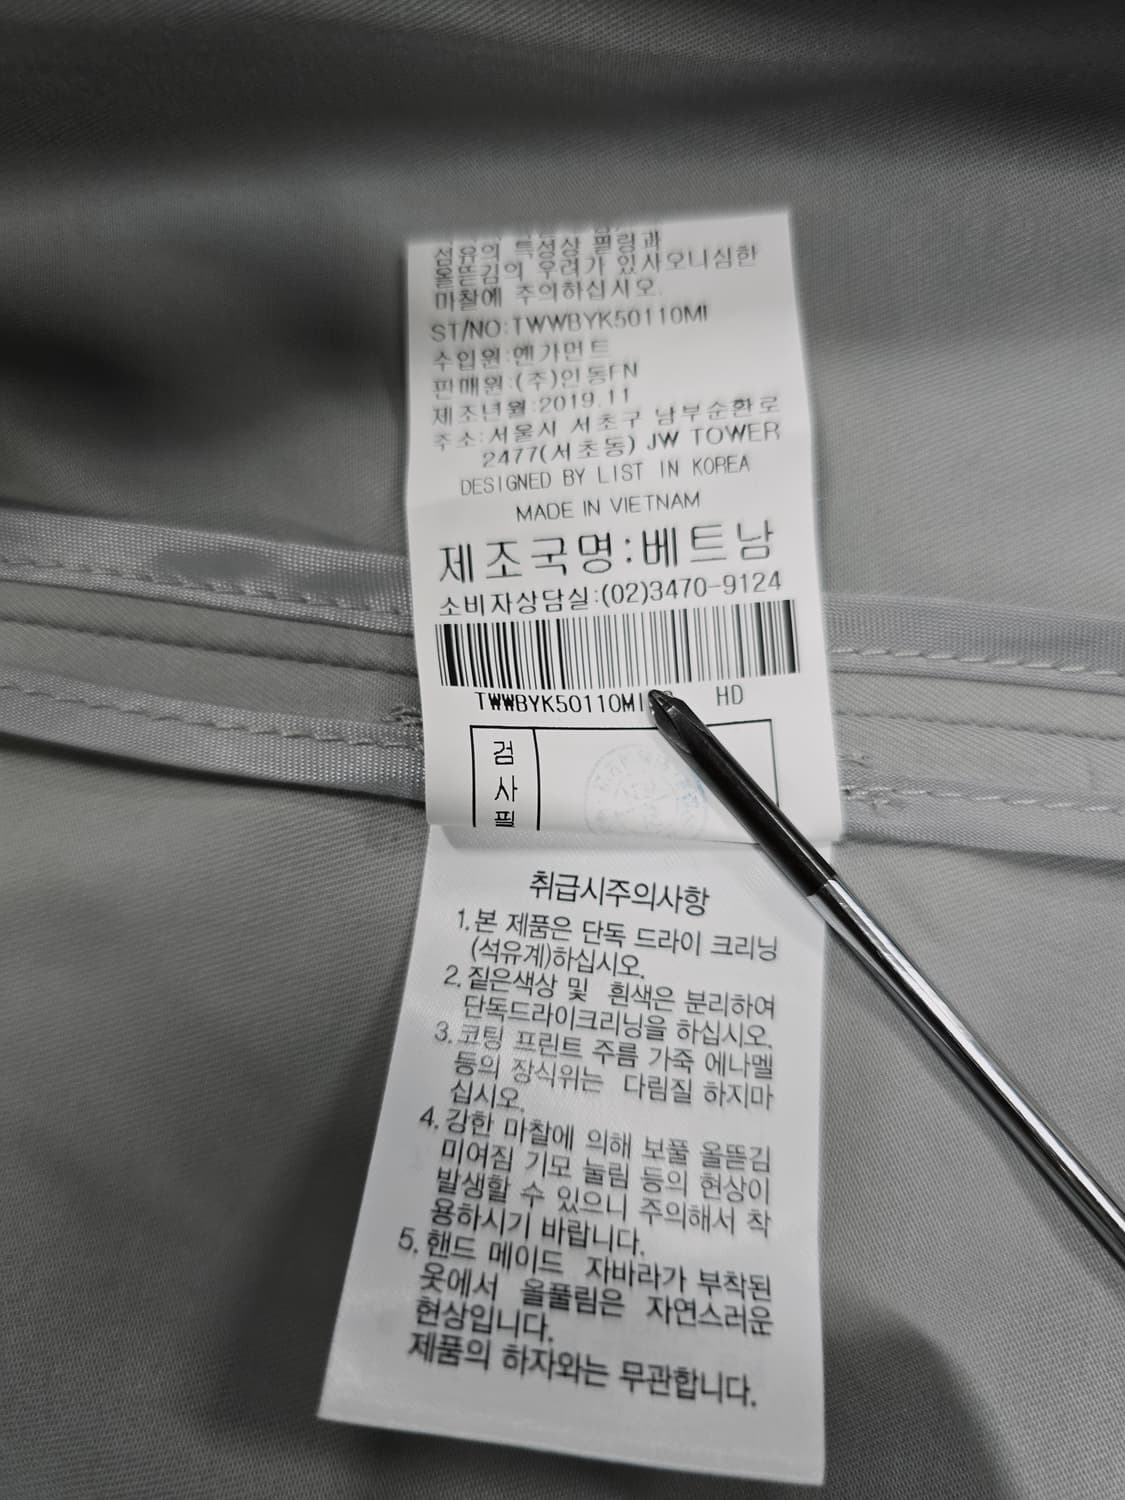 섬유의 특성상 필링과
올뜯김의 우려가 있사오니심한
마찰에 주의하십시오.
ST/NO:TWWBYK50110MI
수입원:엔가먼트
판매원:(주)인동FN
제조년월:2019.11
주소:서울시 서초구 남부순환로
2477(서초동) JW TOWER
DESIGNED BY LIST IN KOREA
MADE IN VIETNAM
제조국명:베트남
소비자상담실:(02)3470-9124
TWWBYK50110MI HD
검
사
필
취급시주의사항
1.본 제품은 단독 드라이 크리닝
(석유계)하십시오.
2.짙은색상 및 흰색은 분리하여
단독드라이크리닝을 하십시오.
3.코팅 프린트 주름 가죽 에나멜
등의 장식위는 다림질 하지마
십시오.
4.강한 마찰에 의해 보풀 올뜯김
미여짐 기모 눌림 등의 현상이
발생할 수 있으니 주의해서 착
용하시기 바랍니다.
5.핸드 메이드 자바라가 부착된
옷에서 올풀림은 자연스러운
현상입니다.
제품의 하자와는 무관합니다.